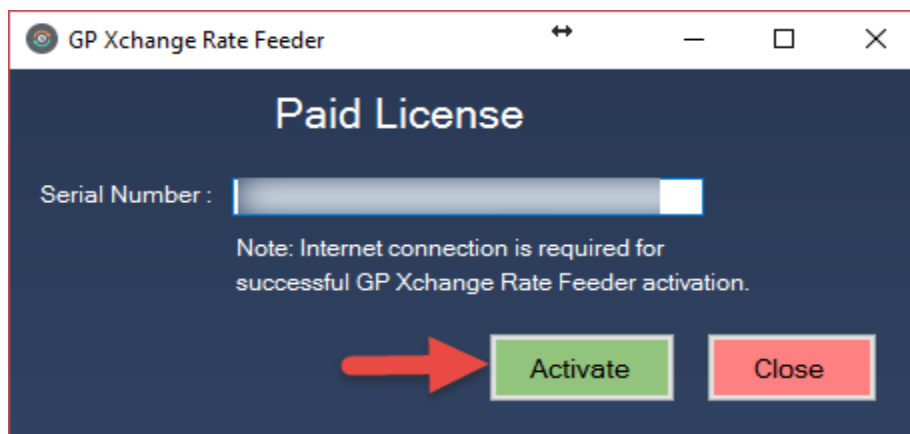 GP Xchange Rate Feeder
Paid License
Serial Number :
Note: Internet connection is required for
successful GP Xchange Rate Feeder activation.
Activate
Close